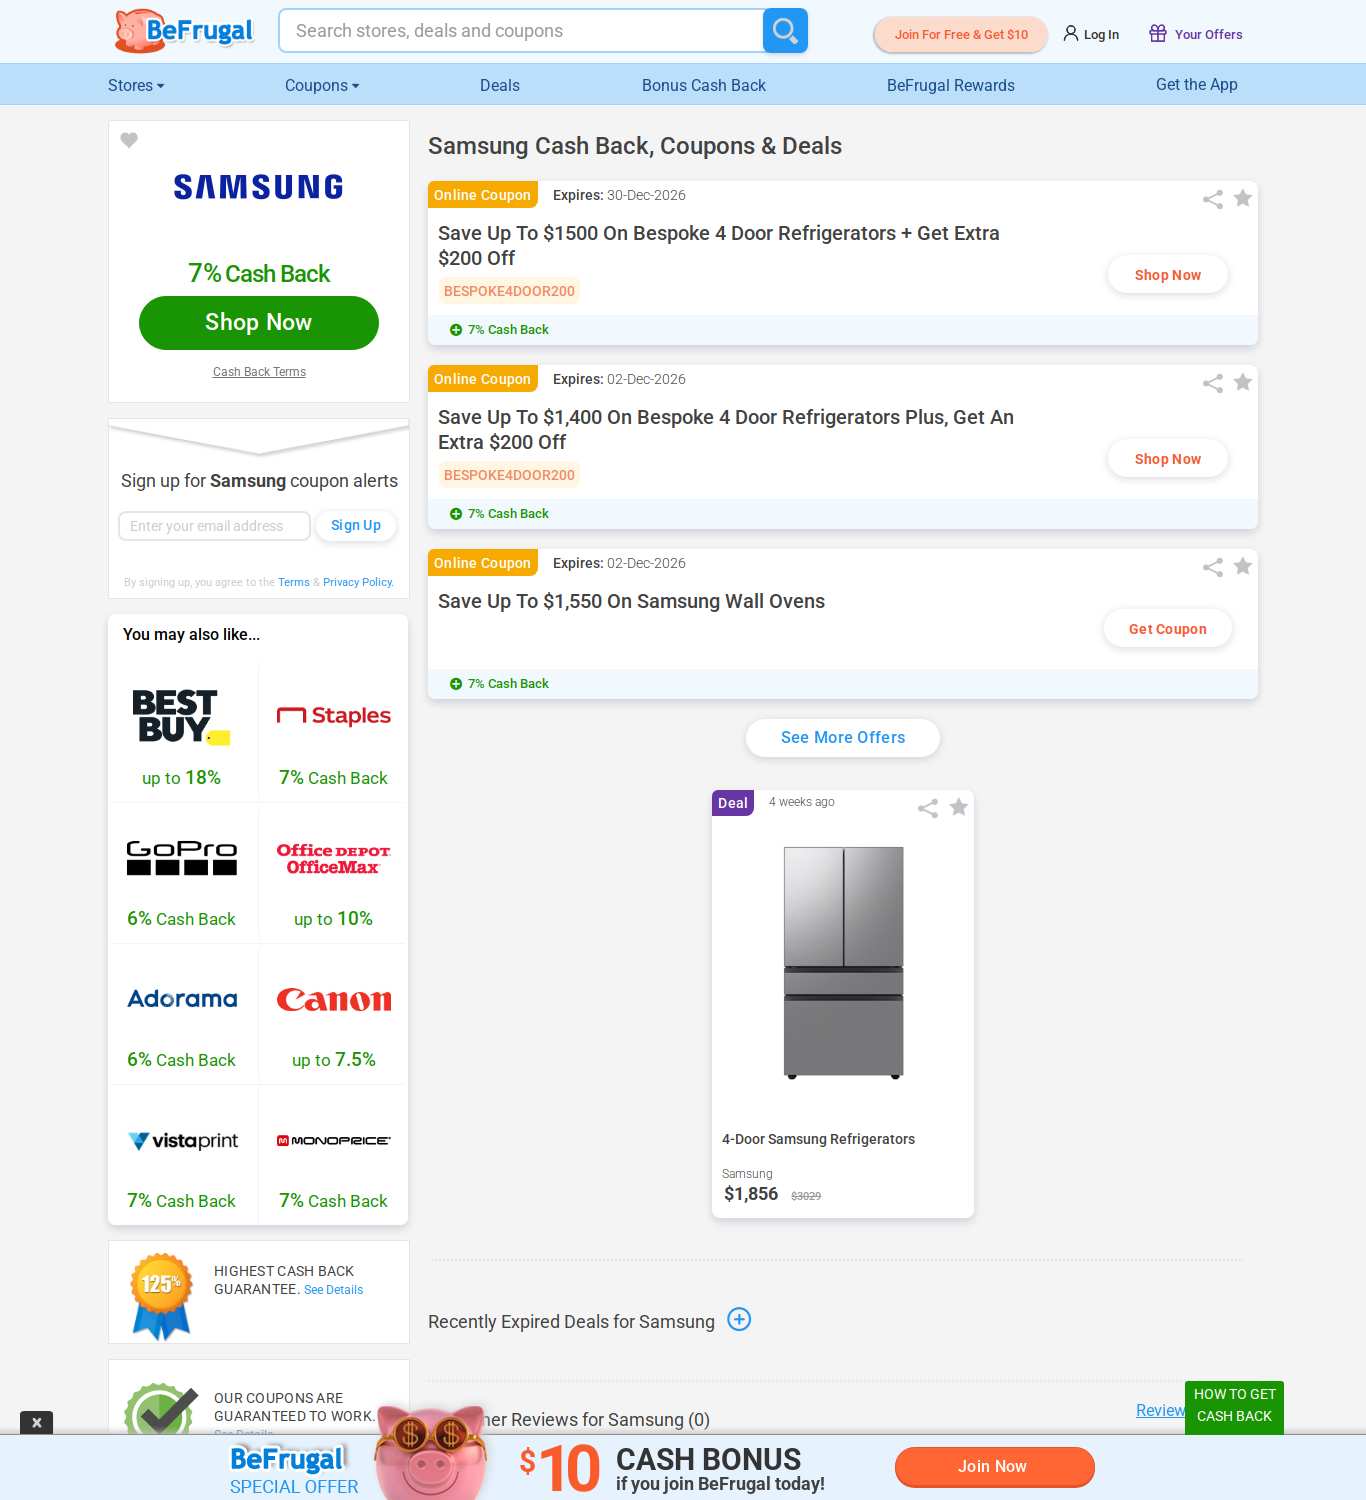 BeFrugal
Search stores, deals and coupons
Join For Free & Get $10
Log In
Your Offers
Stores
Coupons
Deals
Bonus Cash Back
BeFrugal Rewards
Get the App
SAMSUNG
7% Cash Back
Shop Now
Cash Back Terms
Sign up for Samsung coupon alerts
Enter your email address
Sign Up
By signing up, you agree to the Terms & Privacy Policy.
You may also like...
BEST BUY
up to 18%
Staples
7% Cash Back
GoPro
6% Cash Back
Office DEPOT
OfficeMax
up to 10%
Adorama
6% Cash Back
Canon
up to 7.5%
vistaprint
7% Cash Back
MONOPRICE
7% Cash Back
125%
HIGHEST CASH BACK
GUARANTEE. See Details
OUR COUPONS ARE
GUARANTEED TO WORK.
See Details
Samsung Cash Back, Coupons & Deals
Online Coupon
Expires: 30-Dec-2026
Save Up To $1500 On Bespoke 4 Door Refrigerators + Get Extra
$200 Off
BESPOKE4DOOR200
Shop Now
7% Cash Back
Online Coupon
Expires: 02-Dec-2026
Save Up To $1,400 On Bespoke 4 Door Refrigerators Plus, Get An
Extra $200 Off
BESPOKE4DOOR200
Shop Now
7% Cash Back
Online Coupon
Expires: 02-Dec-2026
Save Up To $1,550 On Samsung Wall Ovens
Get Coupon
7% Cash Back
See More Offers
Deal
4 weeks ago
4-Door Samsung Refrigerators
Samsung
$1,856 $3029
Recently Expired Deals for Samsung
Reviews for Samsung (0)
Review
HOW TO GET
CASH BACK
x
BeFrugal
SPECIAL OFFER
$10
CASH BONUS
if you join BeFrugal today!
Join Now